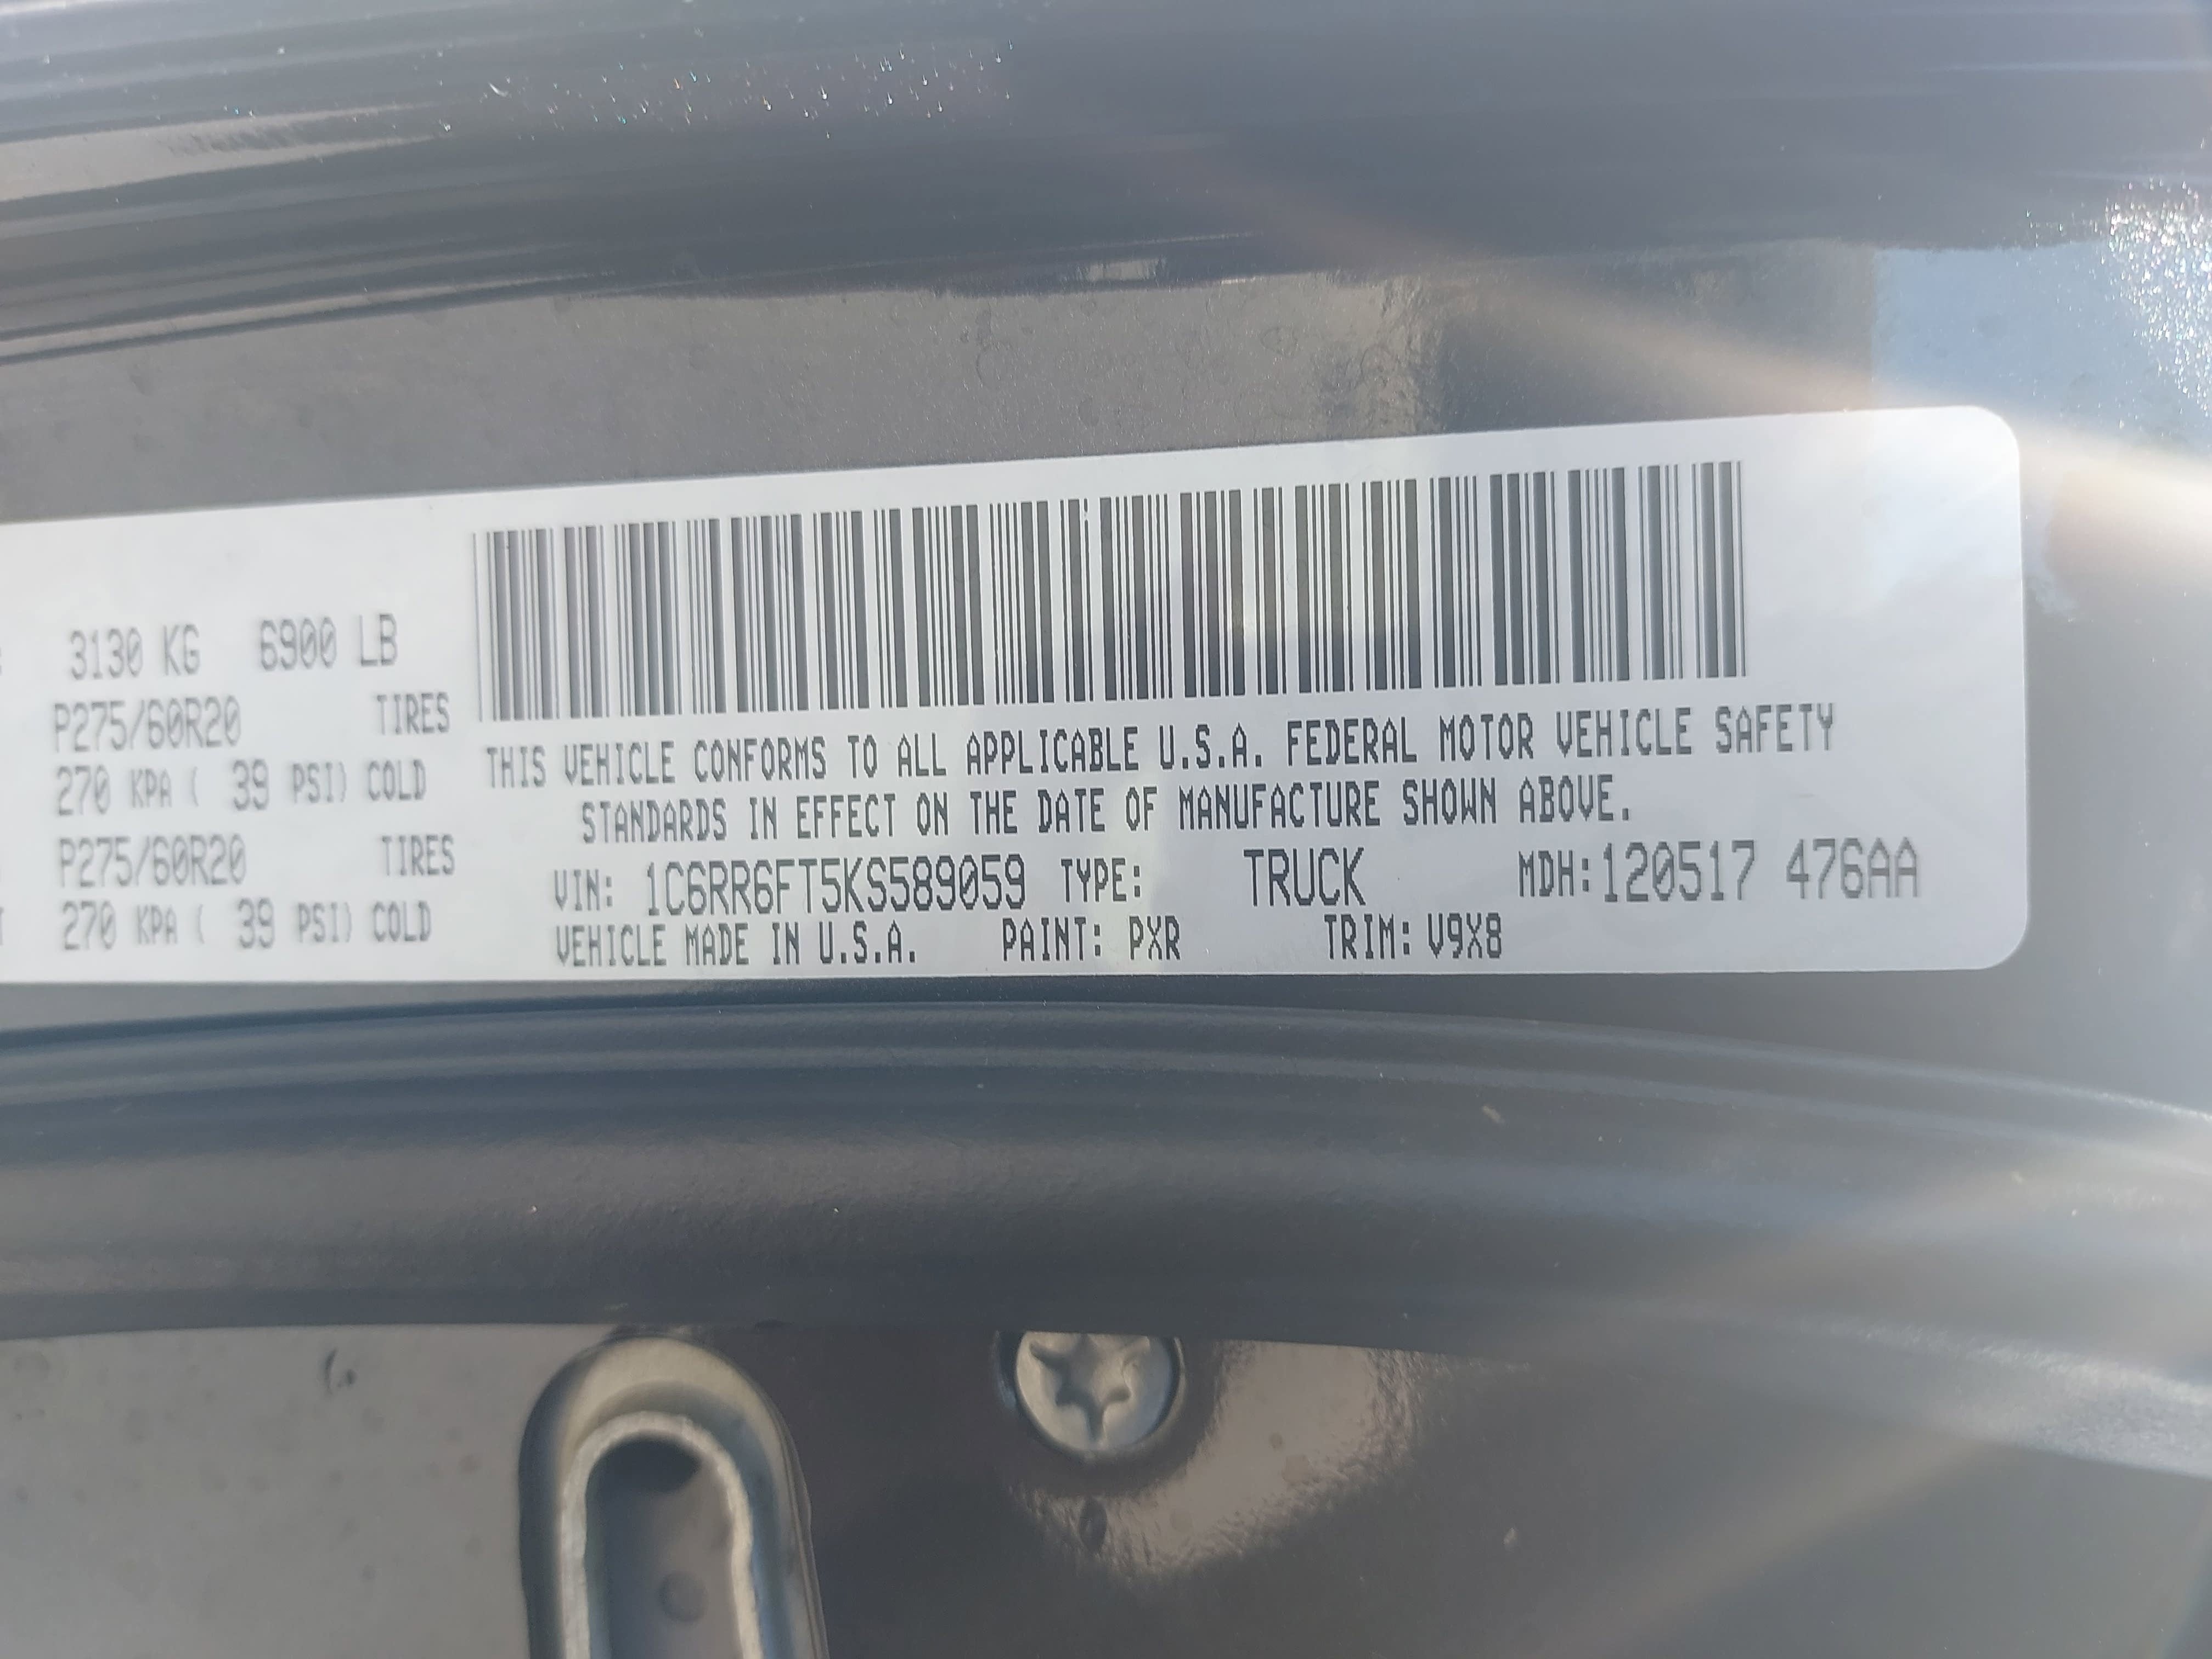 3130 KG 6900 LB
P275/60R20 TIRES
270 KPA ( 39 PSI) COLD
P275/60R20 TIRES
270 KPA ( 39 PSI) COLD
THIS VEHICLE CONFORMS TO ALL APPLICABLE U.S.A. FEDERAL MOTOR VEHICLE SAFETY
STANDARDS IN EFFECT ON THE DATE OF MANUFACTURE SHOWN ABOVE.
VIN: 1C6RR6FT5KS589059 TYPE: TRUCK MDH:120517 476AA
VEHICLE MADE IN U.S.A. PAINT: PXR TRIM: V9X8